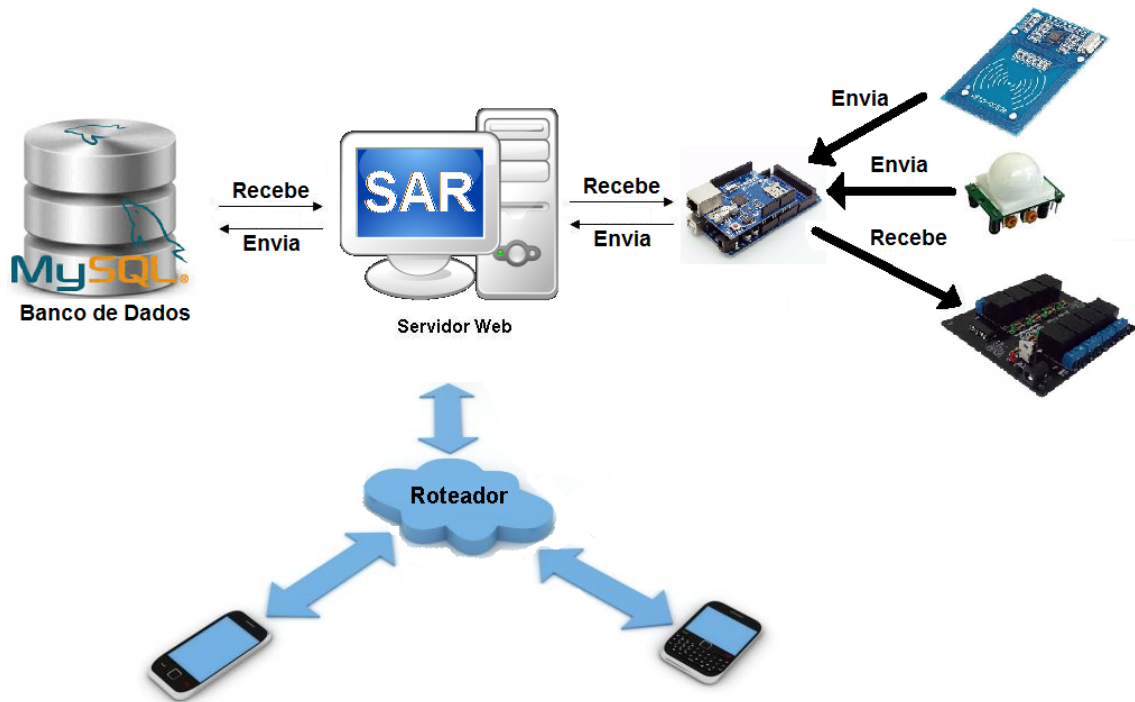 Envia
Envia
Recebe
Recebe
Envia
SAR
Recebe
Envia
MySQL®
Banco de Dados
Servidor Web
Roteador